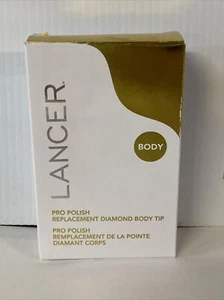 LANCER
BODY
PRO POLISH
REPLACEMENT DIAMOND BODY TIP
PRO POLISH
REMPLACEMENT DE LA POINTE
DIAMANT CORPS